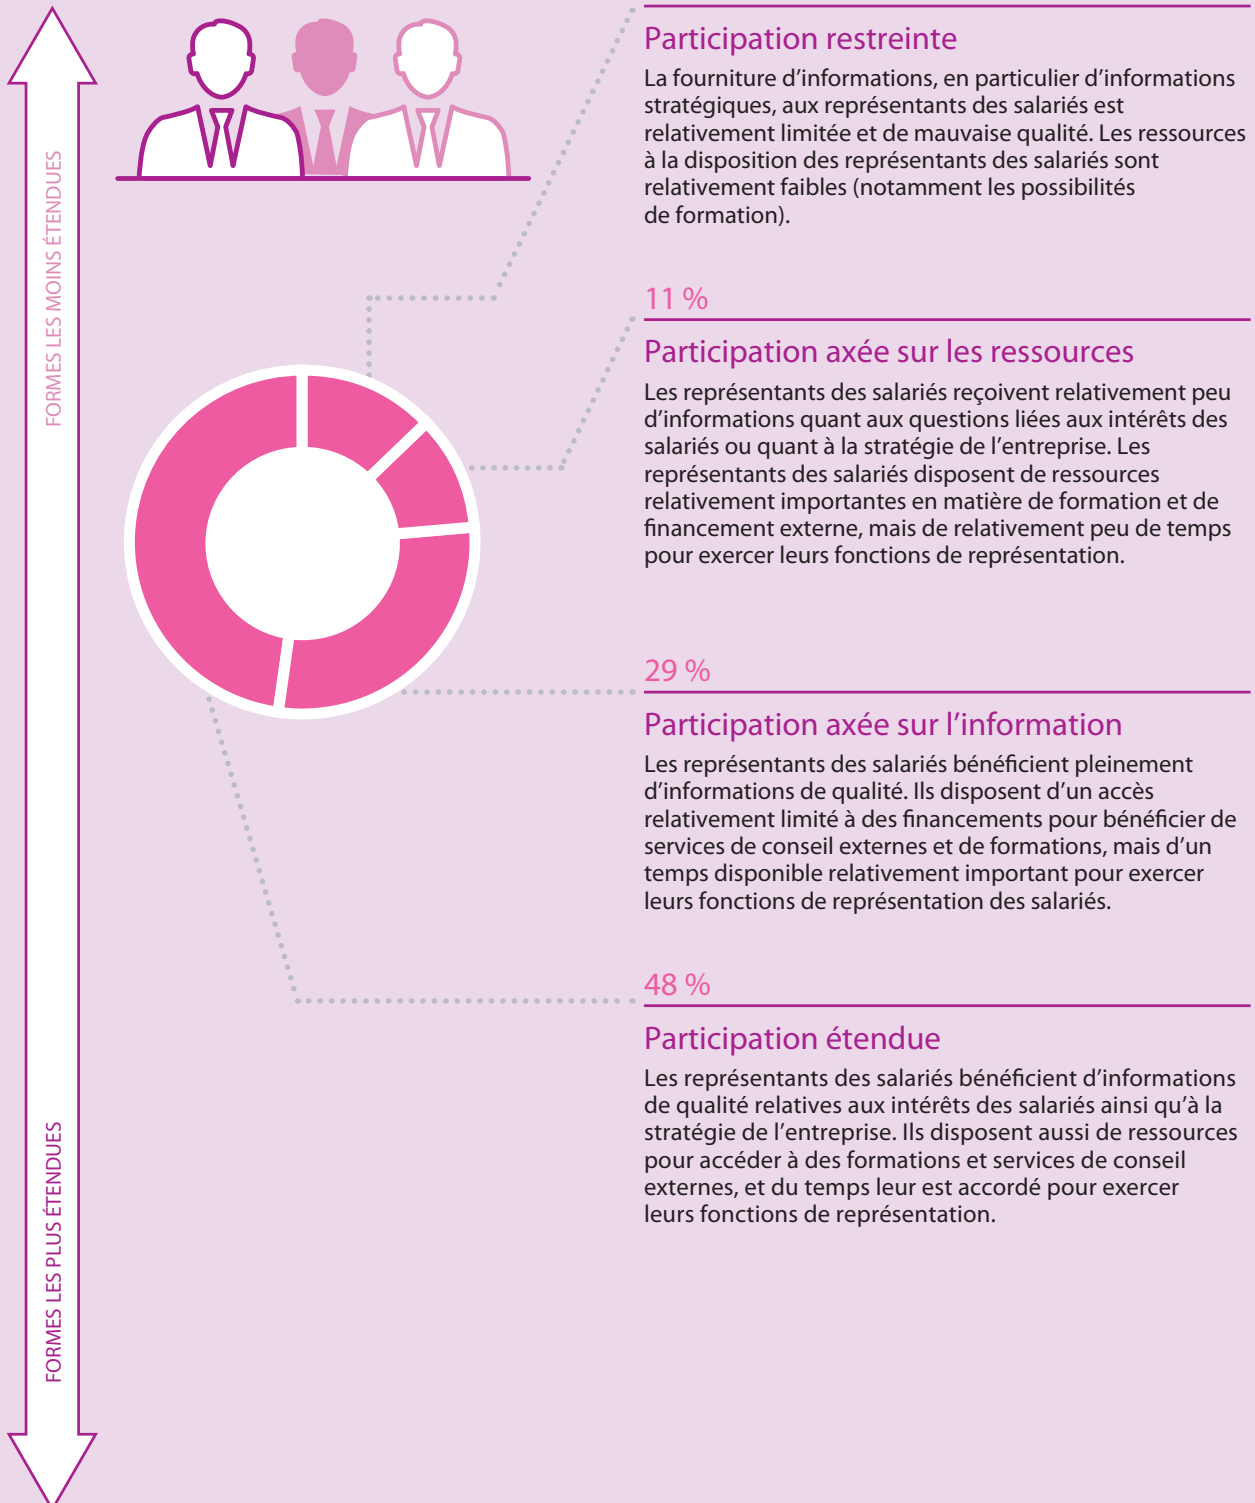 FORMES LES MOINS ÉTENDUES
FORMES LES PLUS ÉTENDUES
Participation restreinte
La fourniture d’informations, en particulier d’informations
stratégiques, aux représentants des salariés est
relativement limitée et de mauvaise qualité. Les ressources
à la disposition des représentants des salariés sont
relativement faibles (notamment les possibilités
de formation).
11 %
Participation axée sur les ressources
Les représentants des salariés reçoivent relativement peu
d’informations quant aux questions liées aux intérêts des
salariés ou quant à la stratégie de l’entreprise. Les
représentants des salariés disposent de ressources
relativement importantes en matière de formation et de
financement externe, mais de relativement peu de temps
pour exercer leurs fonctions de représentation.
29 %
Participation axée sur l’information
Les représentants des salariés bénéficient pleinement
d’informations de qualité. Ils disposent d’un accès
relativement limité à des financements pour bénéficier de
services de conseil externes et de formations, mais d’un
temps disponible relativement important pour exercer
leurs fonctions de représentation des salariés.
48 %
Participation étendue
Les représentants des salariés bénéficient d’informations
de qualité relatives aux intérêts des salariés ainsi qu’à la
stratégie de l’entreprise. Ils disposent aussi de ressources
pour accéder à des formations et services de conseil
externes, et du temps leur est accordé pour exercer
leurs fonctions de représentation.